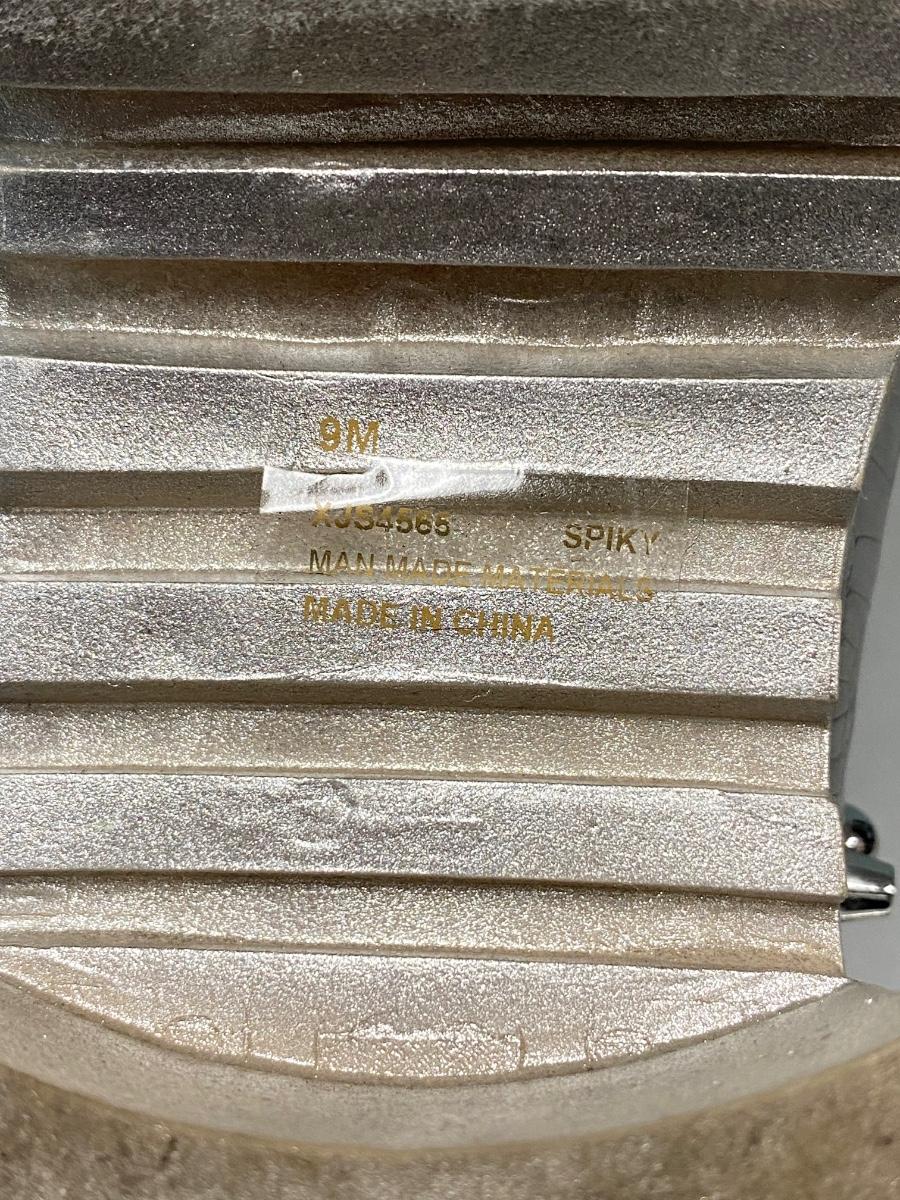 9M
XJS4565 SPIKY
MAN MADE MATERIALS
MADE IN CHINA